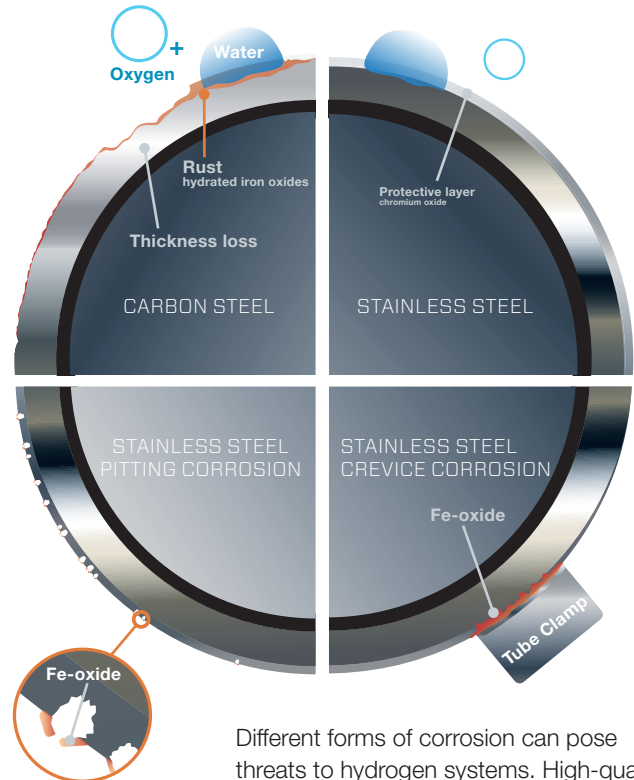 Water
+
Oxygen
Rust
hydrated iron oxides
Thickness loss
CARBON STEEL
Protective layer
chromium oxide
STAINLESS STEEL
STAINLESS STEEL
PITTING CORROSION
STAINLESS STEEL
CREVICE CORROSION
Fe-oxide
Tube Clamp
Fe-oxide
Different forms of corrosion can pose
threats to hydrogen systems. High-qua